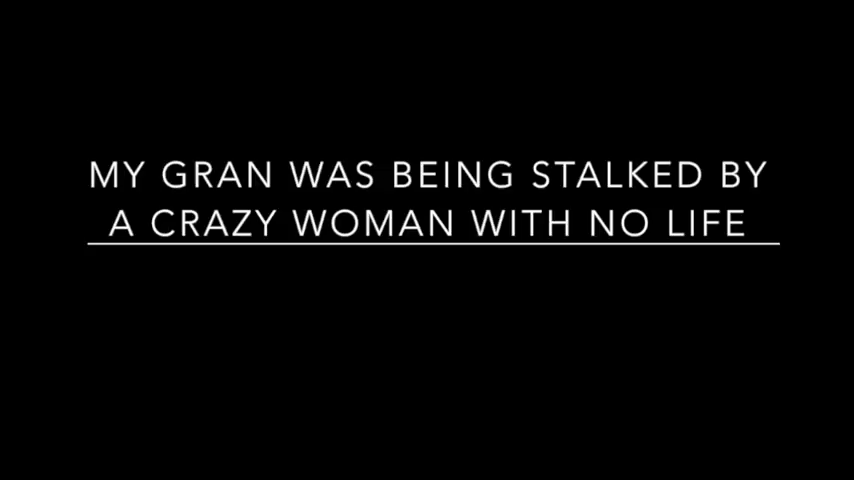 MY GRAN WAS BEING STALKED BY
A CRAZY WOMAN WITH NO LIFE